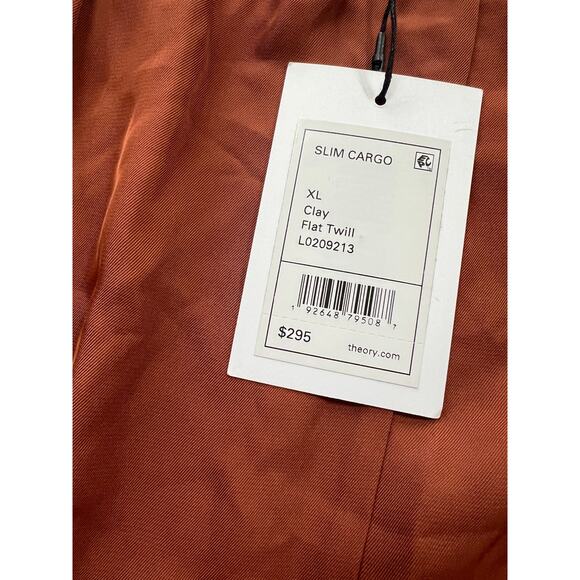 SLIM CARGO
XL
Clay
Flat Twill
L0209213
1 92648 79508 7
$295
theory.com